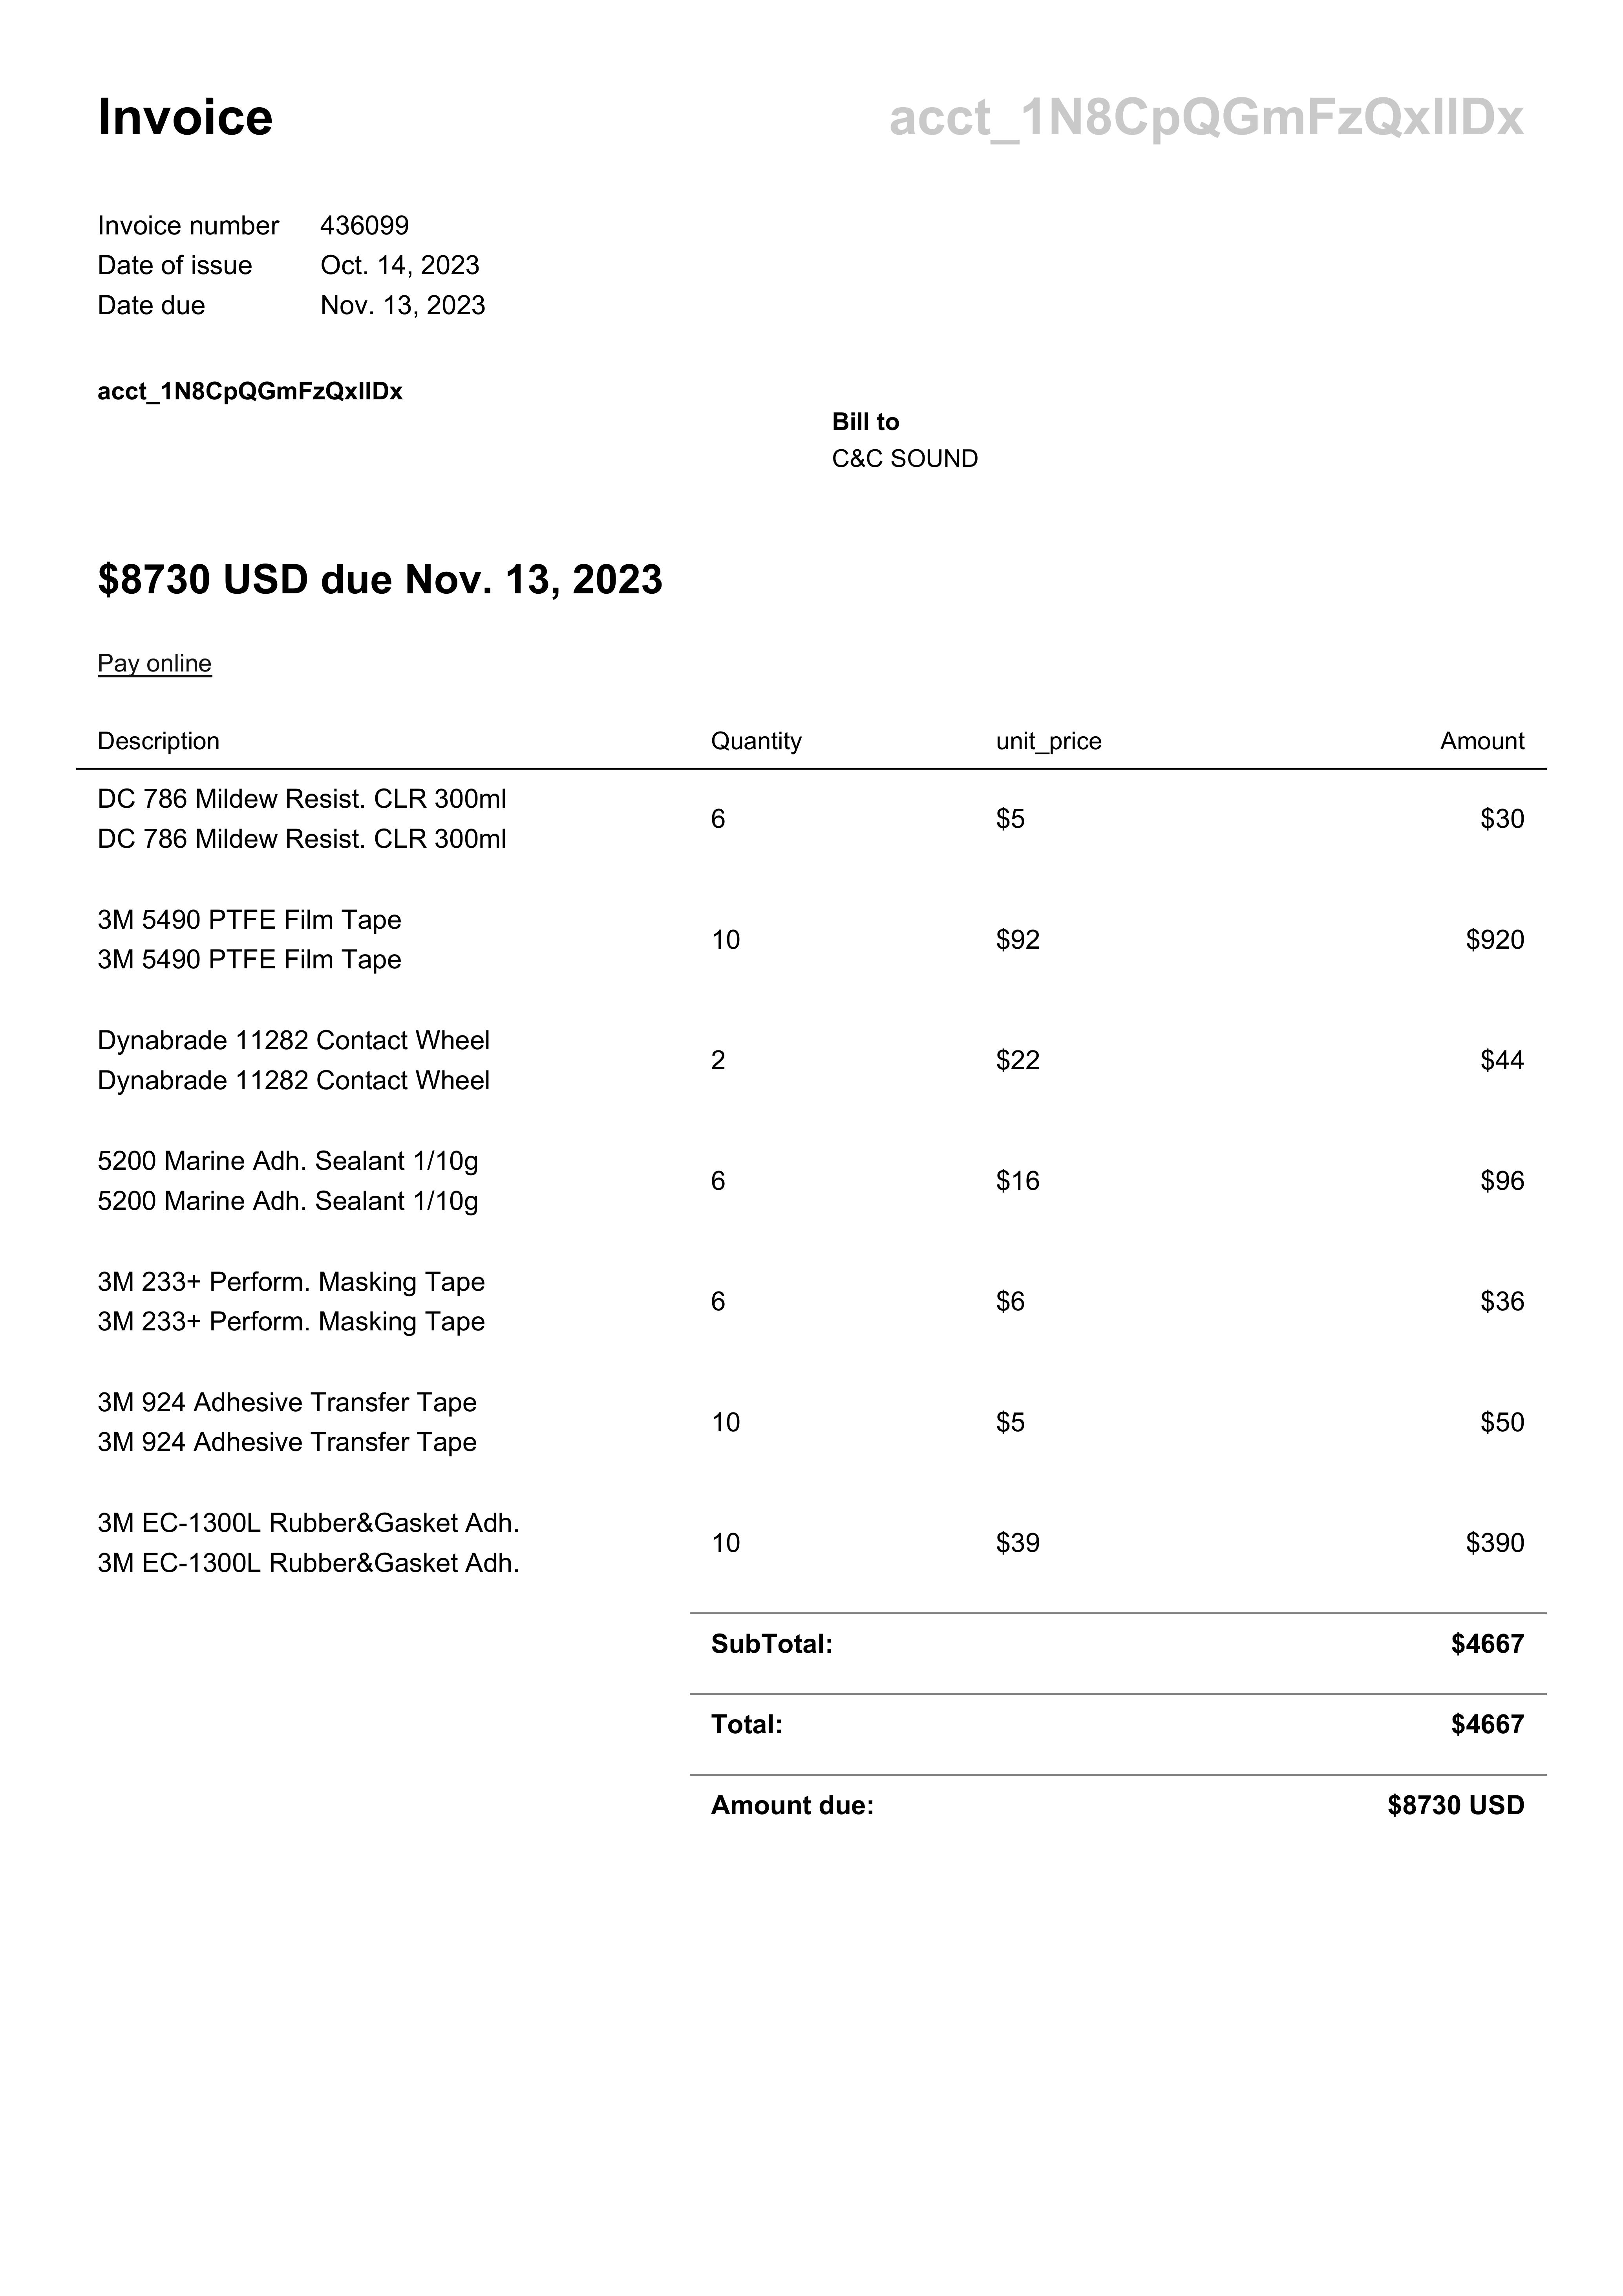 Invoice
acct_1N8CpQGmFzQxllDx
Invoice number 436099
Date of issue Oct. 14, 2023
Date due Nov. 13, 2023
acct_1N8CpQGmFzQxllDx
Bill to
C&C SOUND
$8730 USD due Nov. 13, 2023
Pay online
Description Quantity unit_price Amount
DC 786 Mildew Resist. CLR 300ml
DC 786 Mildew Resist. CLR 300ml
6 $5 $30
3M 5490 PTFE Film Tape
3M 5490 PTFE Film Tape
10 $92 $920
Dynabrade 11282 Contact Wheel
Dynabrade 11282 Contact Wheel
2 $22 $44
5200 Marine Adh. Sealant 1/10g
5200 Marine Adh. Sealant 1/10g
6 $16 $96
3M 233+ Perform. Masking Tape
3M 233+ Perform. Masking Tape
6 $6 $36
3M 924 Adhesive Transfer Tape
3M 924 Adhesive Transfer Tape
10 $5 $50
3M EC-1300L Rubber&Gasket Adh.
3M EC-1300L Rubber&Gasket Adh.
10 $39 $390
SubTotal: $4667
Total: $4667
Amount due: $8730 USD